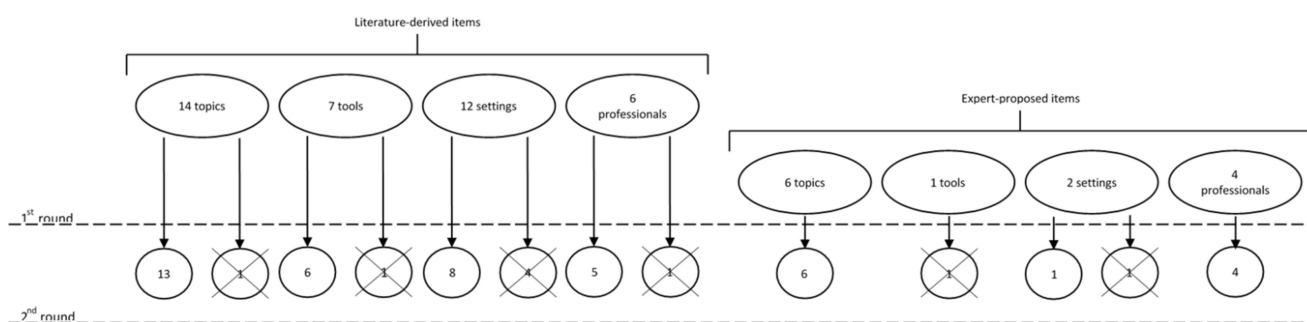 Literature-derived items
14 topics
7 tools
12 settings
6
professionals
Expert-proposed items
6 topics
1 tools
2 settings
4
professionals
1st round
13
1
6
1
8
4
5
1
6
1
1
1
4
2nd round